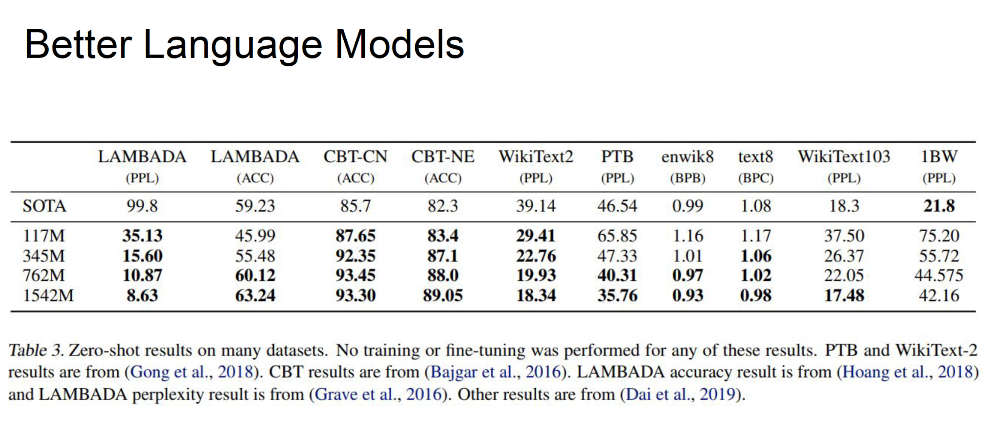 Better Language Models
LAMBADA LAMBADA CBT-CN CBT-NE WikiText2 PTB enwik8 text8 WikiText103 1BW
(PPL) (ACC) (ACC) (ACC) (PPL) (PPL) (BPB) (BPC) (PPL) (PPL)
SOTA 99.8 59.23 85.7 82.3 39.14 46.54 0.99 1.08 18.3 21.8
117M 35.13 45.99 87.65 83.4 29.41 65.85 1.16 1.17 37.50 75.20
345M 15.60 55.48 92.35 87.1 22.76 47.33 1.01 1.06 26.37 55.72
762M 10.87 60.12 93.45 88.0 19.93 40.31 0.97 1.02 22.05 44.575
1542M 8.63 63.24 93.30 89.05 18.34 35.76 0.93 0.98 17.48 42.16
Table 3. Zero-shot results on many datasets. No training or fine-tuning was performed for any of these results. PTB and WikiText-2
results are from (Gong et al., 2018). CBT results are from (Bajgar et al., 2016). LAMBADA accuracy result is from (Hoang et al., 2018)
and LAMBADA perplexity result is from (Grave et al., 2016). Other results are from (Dai et al., 2019).